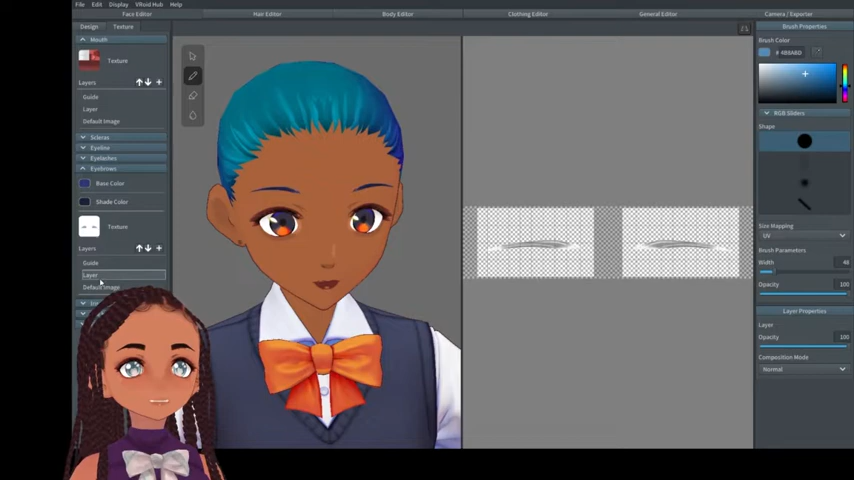 File Edit Display VRoid Hub Help
Face Editor Hair Editor Body Editor Clothing Editor General Editor Camera / Exporter
Design Texture
Mouth
Texture
Layers
Guide
Layer
Default Image
Scleras
Eyeline
Eyelashes
Eyebrows
Base Color
Shade Color
Texture
Layers
Guide
Layer
Default Image
Brush Properties
Brush Color
RGB Sliders
Shape
Size Mapping
UV
Brush Parameters
Width 48
Opacity 100
Layer Properties
Layer
Opacity 100
Composition Mode
Normal